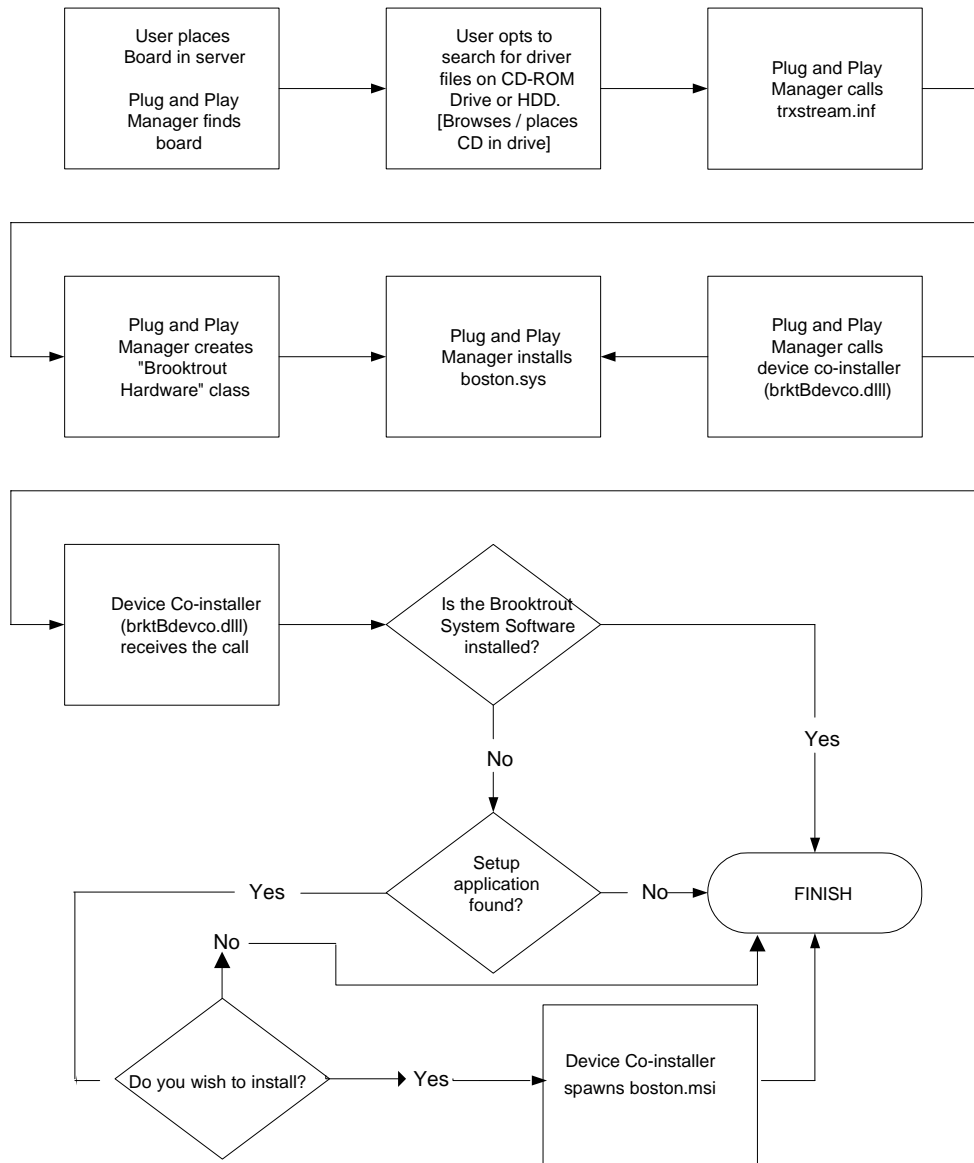 User places
Board in server
Plug and Play
Manager finds
board
User opts to
search for driver
files on CD-ROM
Drive or HDD.
[Browses / places
CD in drive]
Plug and Play
Manager calls
trxstream.inf
Plug and Play
Manager creates
"Brooktrout
Hardware" class
Plug and Play
Manager installs
boston.sys
Plug and Play
Manager calls
device co-installer
(brktBdevco.dlll)
Device Co-installer
(brktBdevco.dlll)
receives the call
Is the Brooktrout
System Software
installed?
Yes
No
Setup
application
found?
Yes
No
FINISH
No
Do you wish to install?
Yes
Device Co-installer
spawns boston.msi